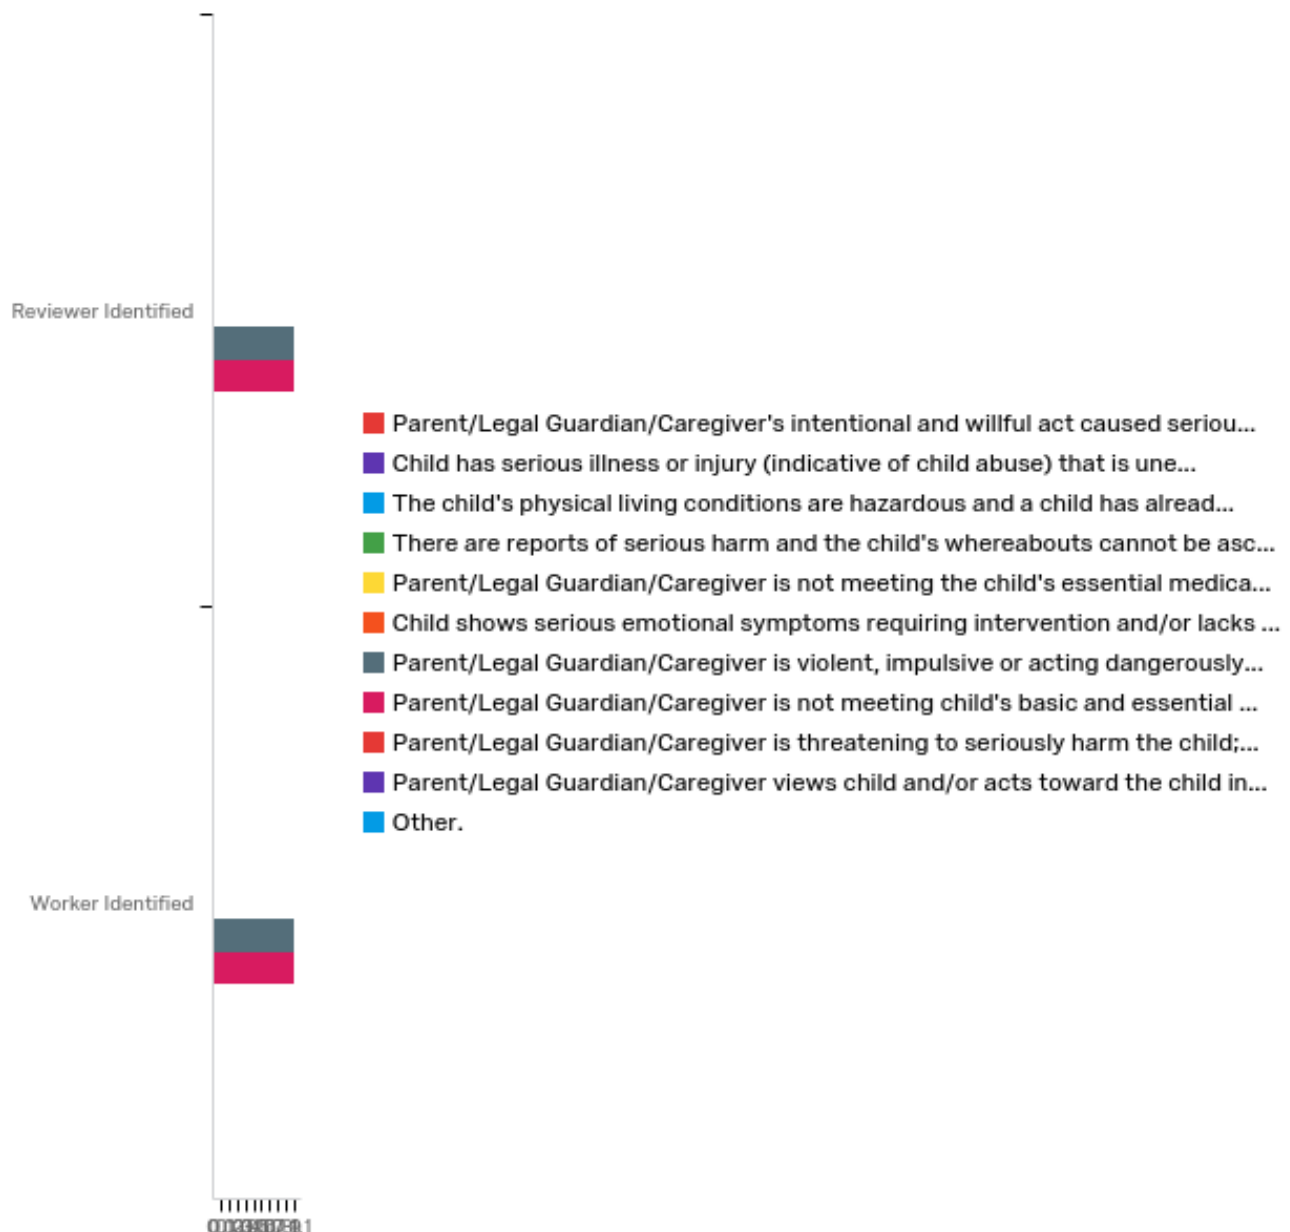 Reviewer Identified
Parent/Legal Guardian/Caregiver's intentional and willful act caused seriou...
Child has serious illness or injury (indicative of child abuse) that is une...
The child's physical living conditions are hazardous and a child has alread...
There are reports of serious harm and the child's whereabouts cannot be asc...
Parent/Legal Guardian/Caregiver is not meeting the child's essential medica...
Child shows serious emotional symptoms requiring intervention and/or lacks ...
Parent/Legal Guardian/Caregiver is violent, impulsive or acting dangerously...
Parent/Legal Guardian/Caregiver is not meeting child's basic and essential ...
Parent/Legal Guardian/Caregiver is threatening to seriously harm the child;...
Parent/Legal Guardian/Caregiver views child and/or acts toward the child in...
Other.
Worker Identified